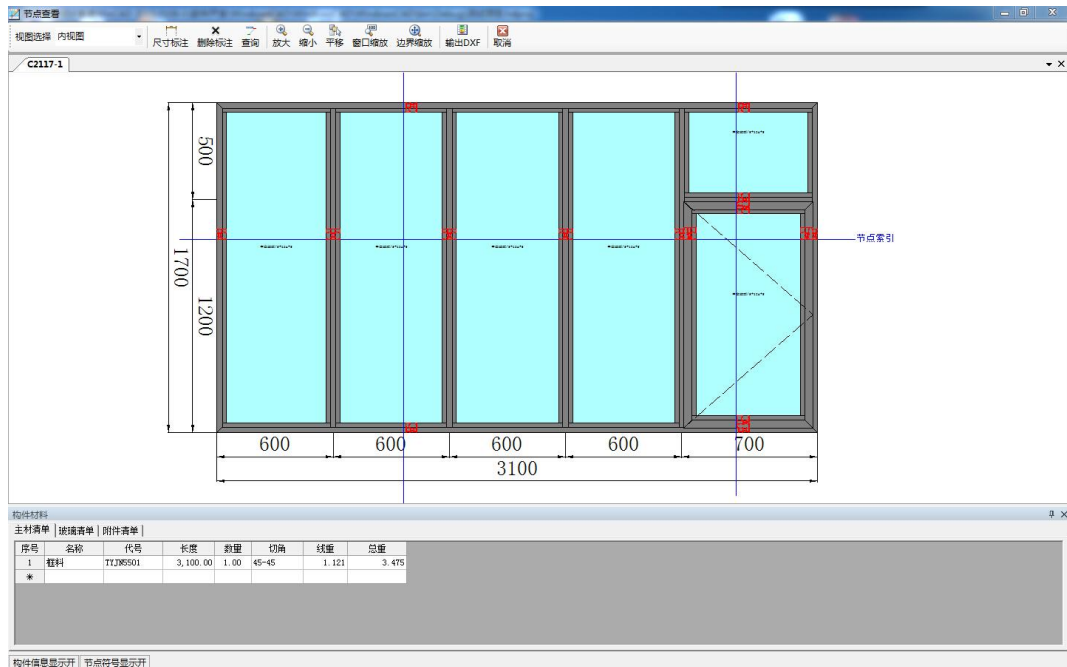 节点查看
视图选择 内视图 尺寸标注 删除标注 查询 放大 缩小 平移 窗口缩放 边界缩放 输出DXF 取消
C2117-1
500
1700
1200
节点索引
600 600 600 600 700
3100
构件材料
主材清单 玻璃清单 附件清单
序号 名称 代号 长度 数量 切角 线重 总重
1 框料 TYJM5501 3,100.00 1.00 45-45 1.121 3.475
*
构件信息显示开 节点符号显示开